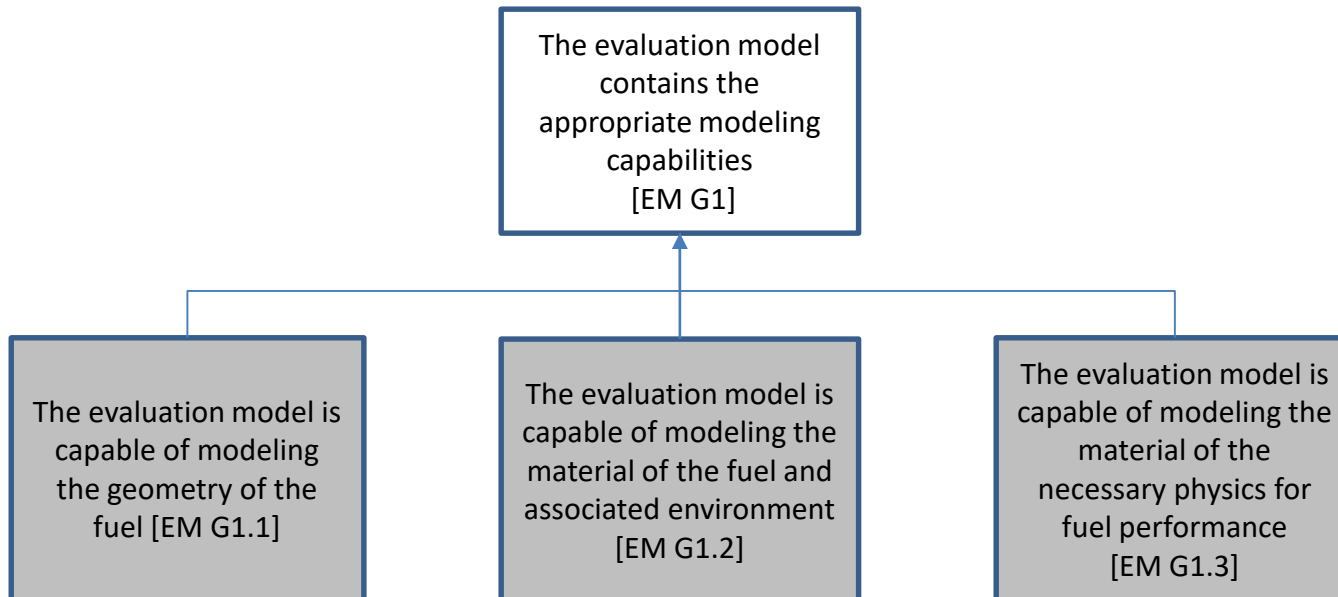 The evaluation model
contains the
appropriate modeling
capabilities
[EM G1]
The evaluation model is
capable of modeling
the geometry of the
fuel [EM G1.1]
The evaluation model is
capable of modeling the
material of the fuel and
associated environment
[EM G1.2]
The evaluation model is
capable of modeling the
material of the
necessary physics for
fuel performance
[EM G1.3]